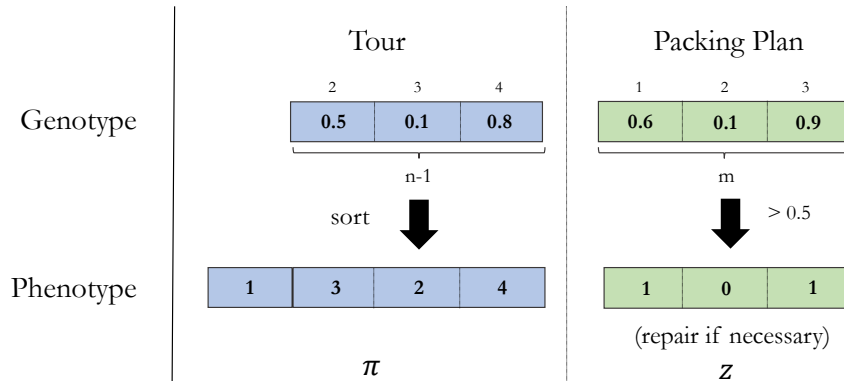 Tour Packing Plan
2 3 4 1 2 3
Genotype 0.5 0.1 0.8 0.6 0.1 0.9
n-1 m
sort > 0.5
Phenotype 1 3 2 4 1 0 1
(repair if necessary)
π z